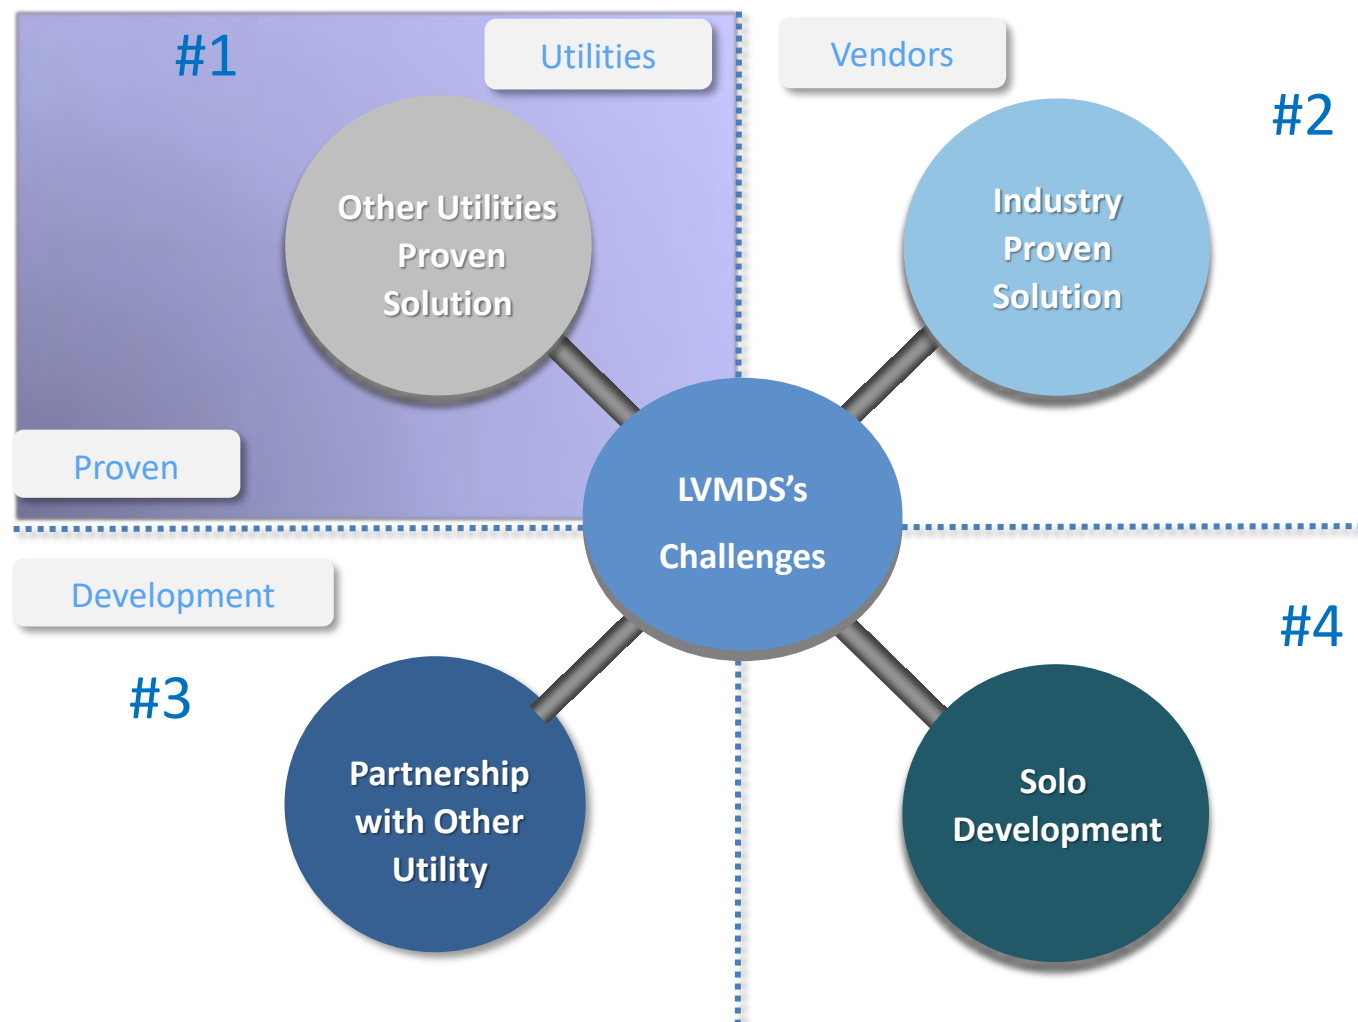 #1
Utilities
Vendors
#2
Other Utilities
Proven
Solution
Industry
Proven
Solution
Proven
LVMDS’s
Challenges
Development
#3
#4
Partnership
with Other
Utility
Solo
Development